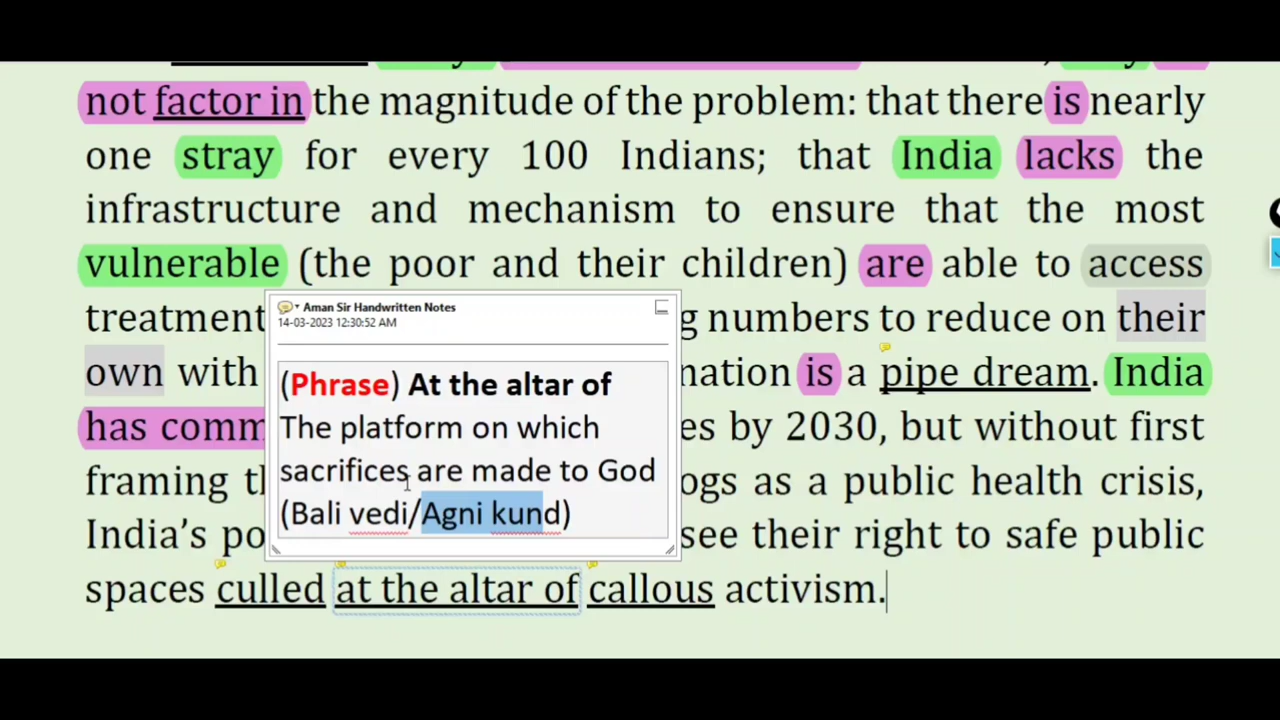 not factor in the magnitude of the problem: that there is nearly
one stray for every 100 Indians; that India lacks the
infrastructure and mechanism to ensure that the most
vulnerable (the poor and their children) are able to access
treatment g numbers to reduce on their
own with nation is a pipe dream. India
has comm es by 2030, but without first
framing th ogs as a public health crisis,
India's po see their right to safe public
spaces culled at the altar of callous activism.
Aman Sir Handwritten Notes
14-03-2023 12:30:52 AM
(Phrase) At the altar of
The platform on which
sacrifices are made to God
(Bali vedi/Agni kund)